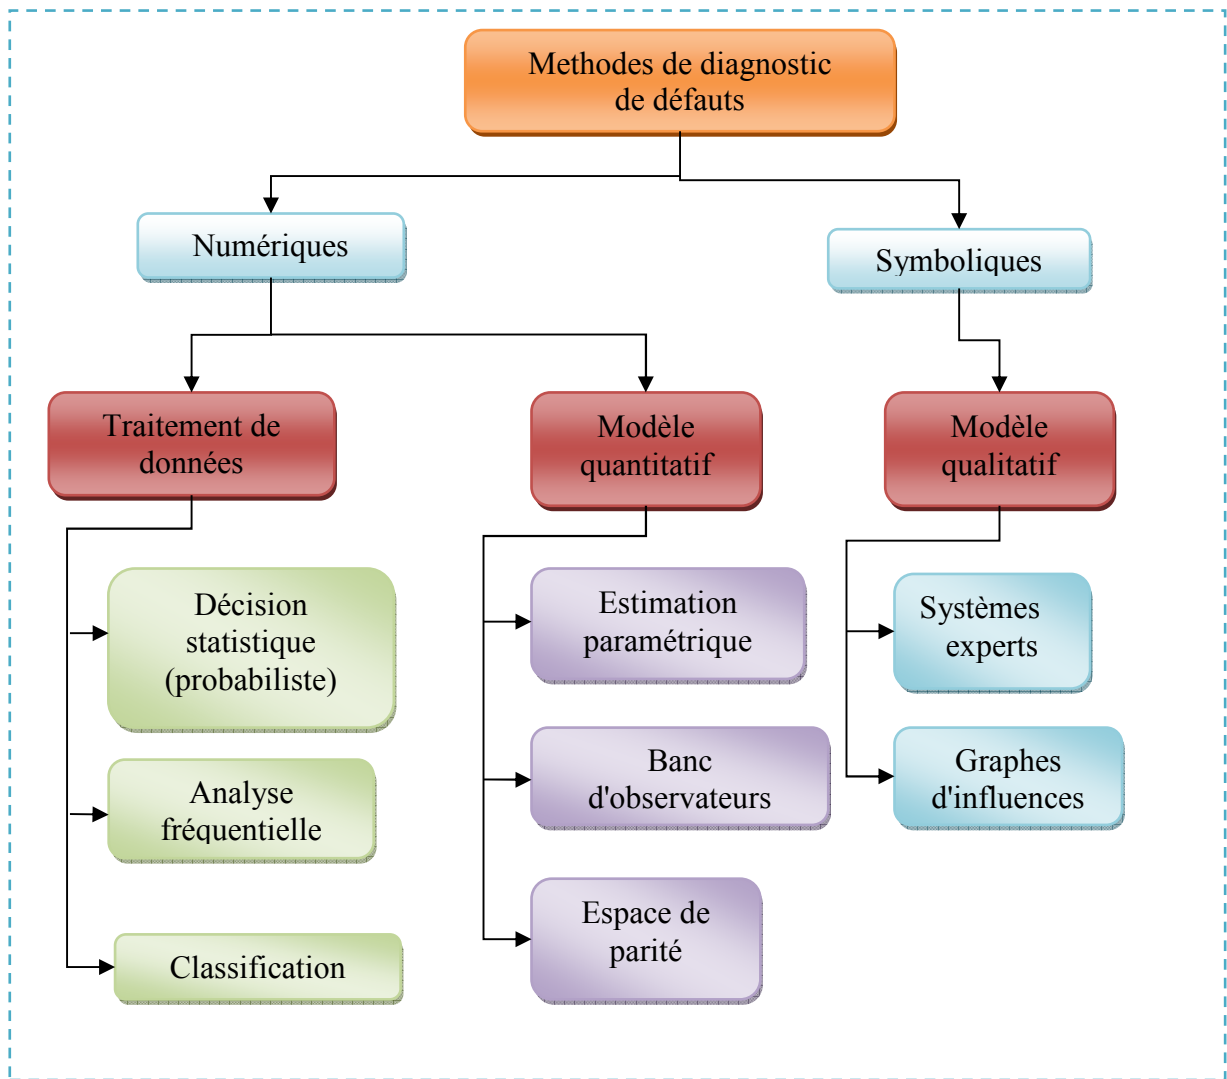 Methodes de diagnostic
de défauts
Numériques
Symboliques
Traitement de
données
Modèle
quantitatif
Modèle
qualitatif
Décision
statistique
(probabiliste)
Analyse
fréquentielle
Classification
Estimation
paramétrique
Banc
d'observateurs
Espace de
parité
Systèmes
experts
Graphes
d'influences